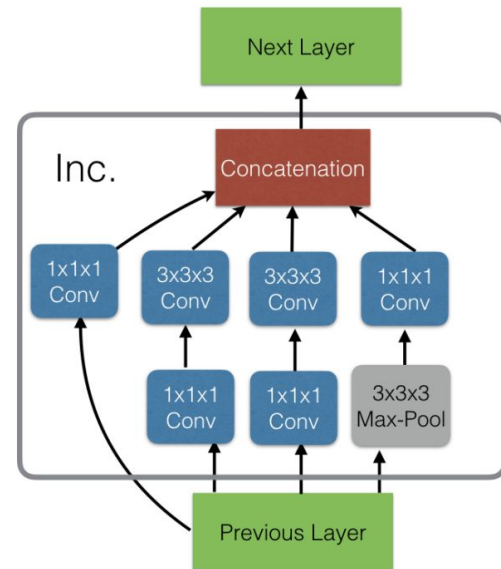 Next Layer
Inc.
Concatenation
1x1x1
Conv
3x3x3
Conv
3x3x3
Conv
1x1x1
Conv
1x1x1
Conv
1x1x1
Conv
3x3x3
Max-Pool
Previous Layer